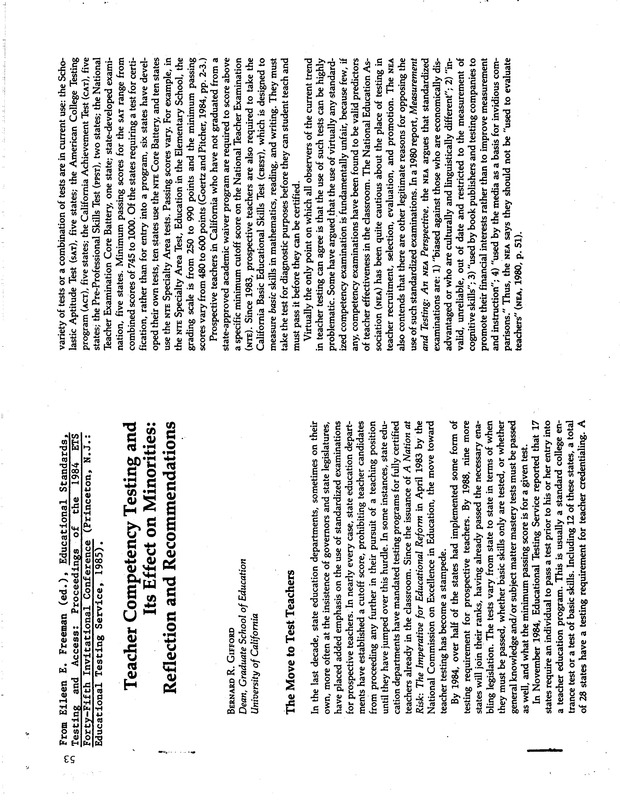 From Eileen E. Freeman (ed.), Educational Standards,
Testing and Access: Proceedings of the 1984 ETS
Forty-Fifth Invitational Conference (Princeton, N.J.:
Educational Testing Service, 1985).
Teacher Competency Testing and
Its Effect on Minorities:
Reflection and Recommendations
BERNARD R. GIFFORD
Dean, Graduate School of Education
University of California
The Move to Test Teachers
In the last decade, state education departments, sometimes on their
own, more often at the insistence of governors and state legislatures,
have placed added emphasis on the use of standardized examinations
for prospective teachers. In nearly every case, state education depart-
ments have established a cutoff score, prohibiting teacher candidates
from proceeding any further in their pursuit of a teaching position
until they have jumped over this hurdle. In some instances, state edu-
cation departments have mandated testing programs for fully certified
teachers already in the classroom. Since the issuance of A Nation at
Risk: The Imperative for Educational Reform in April 1983 by the
National Commission on Excellence in Education, the move toward
teacher testing has become a stampede.
By 1984, over half of the states had implemented some form of
testing requirement for prospective teachers. By 1988, nine more
states will join their ranks, having already passed the necessary ena-
bling legislation. These tests vary from state to state in terms of when
they must be passed, whether basic skills only are tested, or whether
general knowledge and/or subject matter mastery tests must be passed
as well, and what the minimum passing score is for a given test.
In November 1984, Educational Testing Service reported that 17
states require an individual to pass a test prior to his or her entry into
a teacher education program. This is usually a standard college en-
trance test or a test of basic skills. Including 12 of these states, a total
of 28 states have a testing requirement for teacher credentialing. A
53
variety of tests or a combination of tests are in current use: the Scho-
lastic Aptitude Test (SAT), five states; the American College Testing
program (ACT), five states; the California Achievement Test (CAT), five
states; the Pre-Professional Skills Test (PPST), two states; the National
Teacher Examination Core Battery, one state; state-developed exami-
nation, five states. Minimum passing scores for the SAT range from
combined scores of 745 to 1000. Of the states requiring a test for certi-
fication, rather than for entry into a program, six states have devel-
oped their own tests; ten states use the NTE Core Battery, and ten states
use the NTE Specialty Area tests. Passing scores vary. For example, in
the NTE Specialty Area Test, Education in the Elementary School, the
grading scale is from 250 to 990 points and the minimum passing
scores vary from 480 to 600 points (Goertz and Pitcher, 1984, pp. 2-3.)
Prospective teachers in California who have not graduated from a
state-approved academic waiver program are required to score above
a specific minimum cutoff score on the National Teacher Examination
(NTE). Since 1983, prospective teachers are also required to take the
California Basic Educational Skills Test (CBEST), which is designed to
measure basic skills in mathematics, reading, and writing. They must
take the test for diagnostic purposes before they can student teach and
must pass it before they can be certified.
Virtually the only point on which all observers of the current trend
in teacher testing can agree is that the use of such tests can be highly
problematic. Some have argued that the use of virtually any standard-
ized competency examination is fundamentally unfair, because few, if
any, competency examinations have been found to be valid predictors
of teacher effectiveness in the classroom. The National Education As-
sociation (NEA) has been quite cautious about the place of testing in
teacher recruitment, selection, evaluation, and promotion. The NEA
also contends that there are other legitimate reasons for opposing the
use of such standardized examinations. In a 1980 report, Measurement
and Testing: An NEA Perspective, the NEA argues that standardized
examinations are: 1) "biased against those who are economically dis-
advantaged or who are culturally and linguistically different"; 2) "in-
valid, unreliable, out of date and restricted to the measurement of
cognitive skills"; 3) "used by book publishers and testing companies to
promote their financial interests rather than to improve measurement
and instruction"; 4) "used by the media as a basis for invidious com-
parisons." Thus, the NEA says they should not be "used to evaluate
teachers" (NEA, 1980, p. 51).